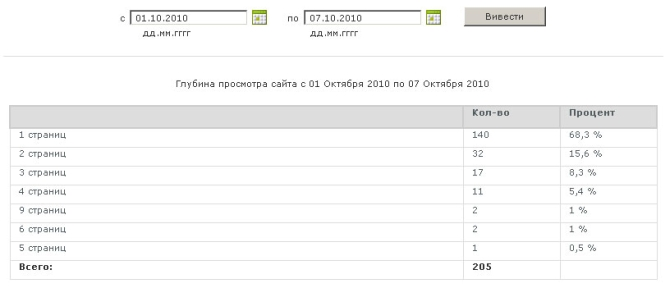 с 01.10.2010 по 07.10.2010 Вивести
дд.мм.гггг дд.мм.гггг
Глубина просмотра сайта с 01 Октября 2010 по 07 Октября 2010
Кол-во Процент
1 страниц 140 68,3 %
2 страниц 32 15,6 %
3 страниц 17 8,3 %
4 страниц 11 5,4 %
9 страниц 2 1 %
6 страниц 2 1 %
5 страниц 1 0,5 %
Всего: 205